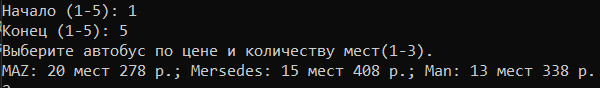 Начало (1-5): 1
Конец (1-5): 5
Выберите автобус по цене и количеству мест(1-3).
MAZ: 20 мест 278 р.; Mersedes: 15 мест 408 р.; Man: 13 мест 338 р.